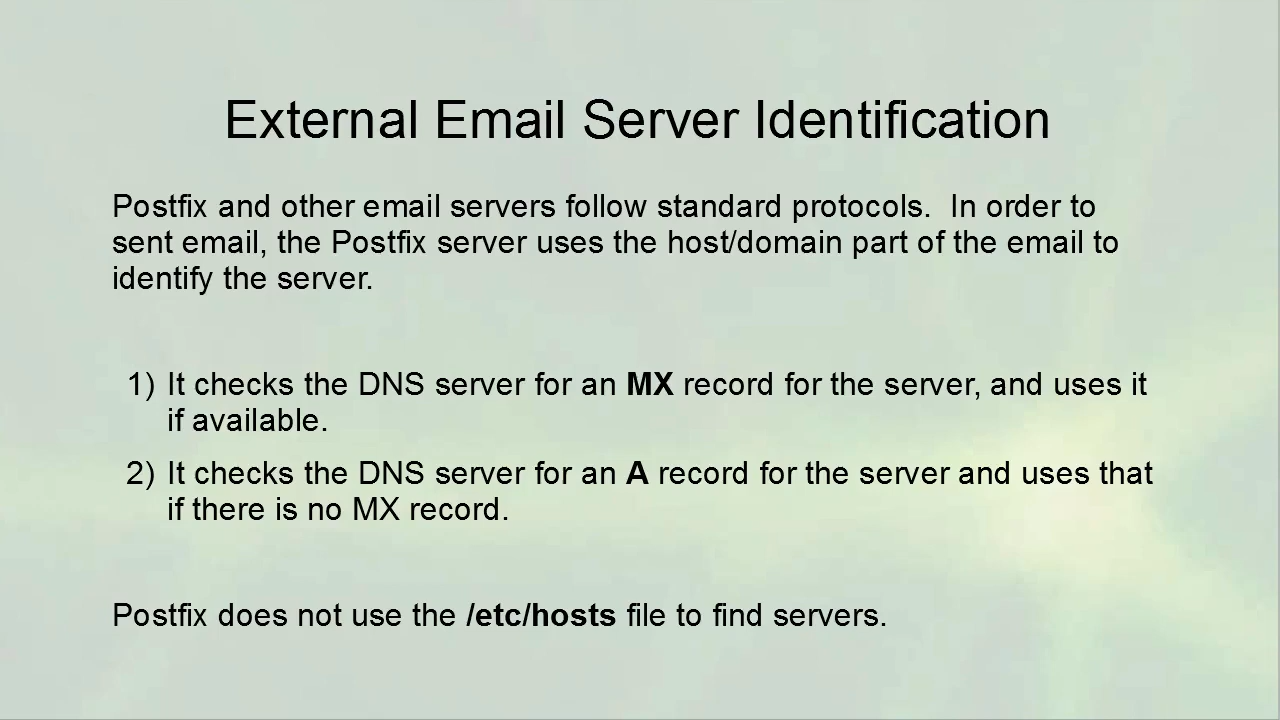 External Email Server Identification
Postfix and other email servers follow standard protocols.  In order to
sent email, the Postfix server uses the host/domain part of the email to
identify the server.
1) It checks the DNS server for an MX record for the server, and uses it
if available.
2) It checks the DNS server for an A record for the server and uses that
if there is no MX record.
Postfix does not use the /etc/hosts file to find servers.